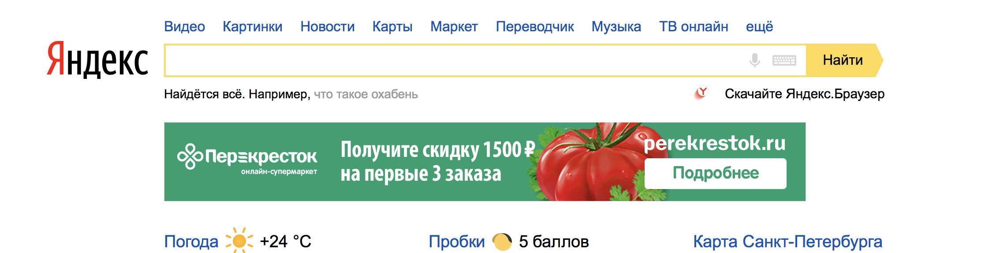 Видео Картинки Новости Карты Маркет Переводчик Музыка ТВ онлайн ещё
Яндекс
Найти
Найдётся всё. Например, что такое охабень
Скачайте Яндекс.Браузер
Перекресток
онлайн-супермаркет
Получите скидку 1500 ₽
на первые 3 заказа
perekrestok.ru
Подробнее
Погода +24 °C
Пробки 5 баллов
Карта Санкт-Петербурга